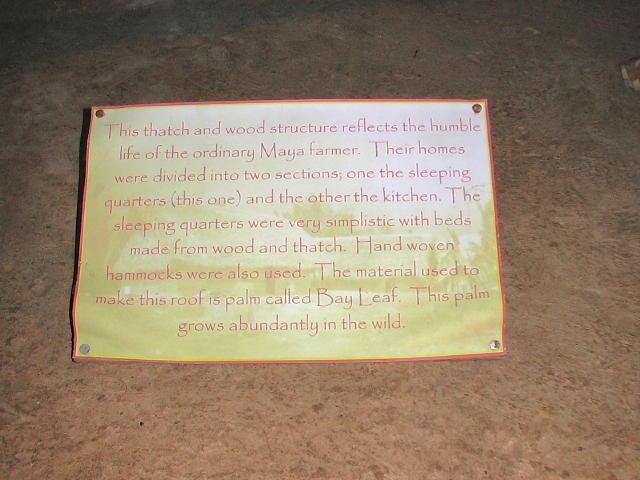 This thatch and wood structure reflects the humble
life of the ordinary Maya farmer. Their homes
were divided into two sections; one the sleeping
quarters (this one) and the other the kitchen. The
sleeping quarters were very simplistic with beds
made from wood and thatch. Hand woven
hammocks were also used. The material used to
make this roof is palm called Bay Leaf. This palm
grows abundantly in the wild.